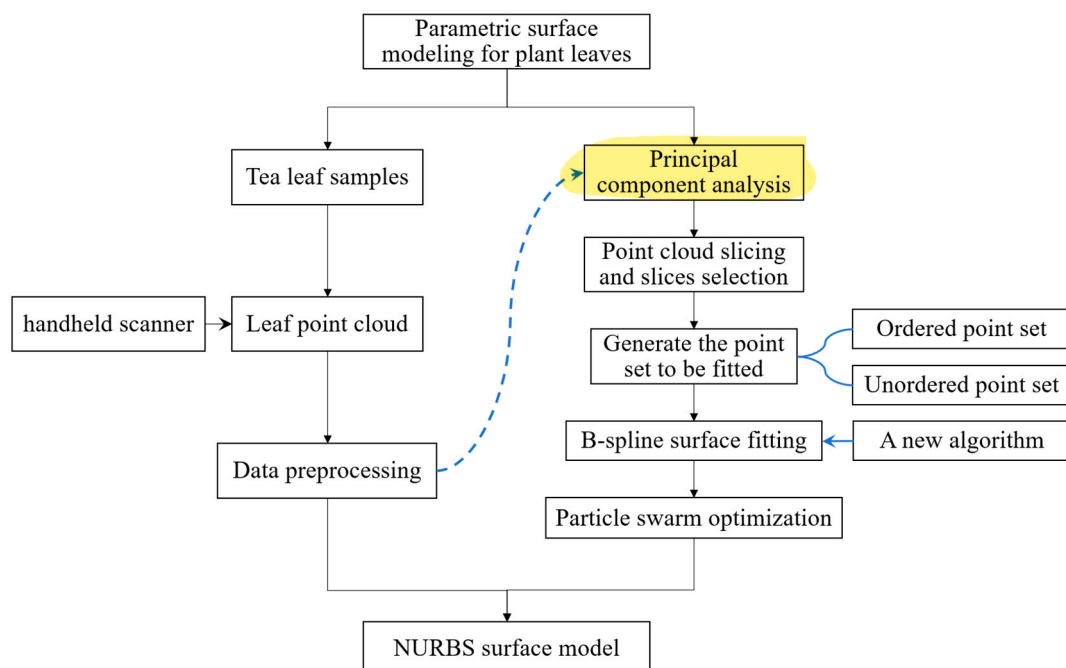 Parametric surface
modeling for plant leaves
Tea leaf samples
Principal
component analysis
Point cloud slicing
and slices selection
handheld scanner
Leaf point cloud
Generate the point
set to be fitted
Ordered point set
Unordered point set
Data preprocessing
B-spline surface fitting
A new algorithm
Particle swarm optimization
NURBS surface model